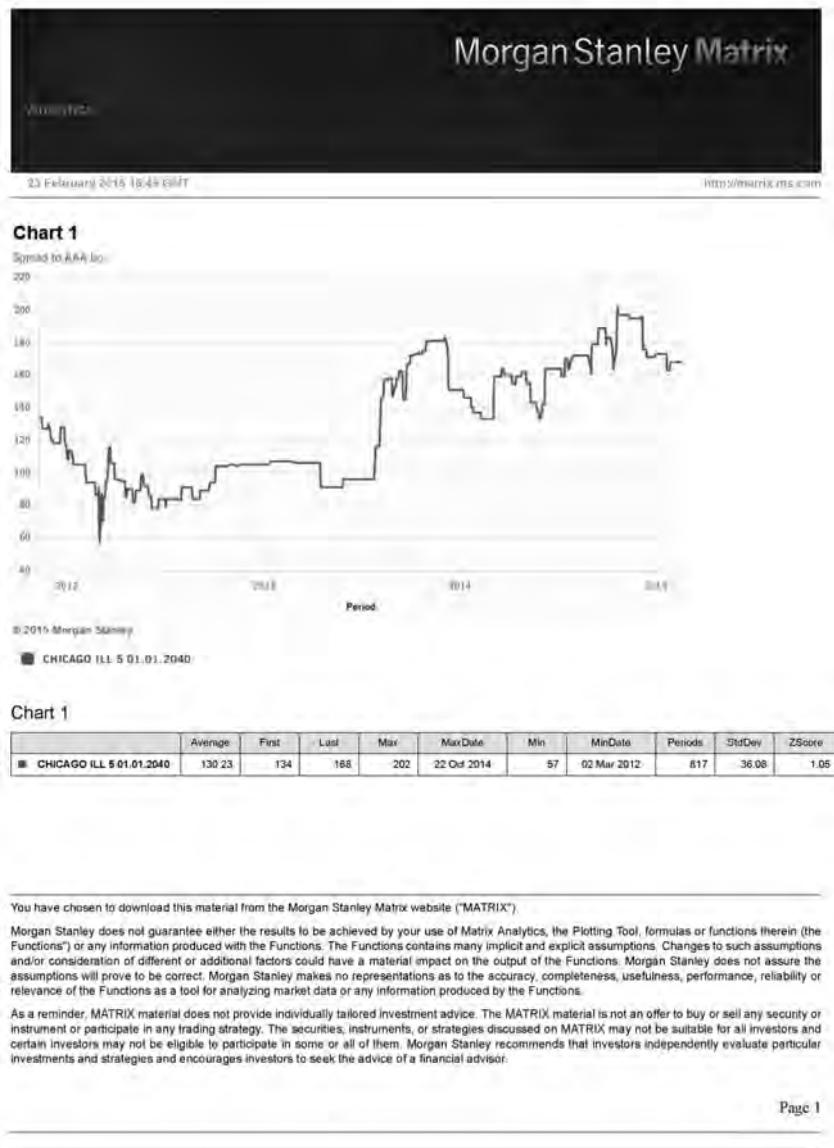 Morgan Stanley Matrix
Analytics
23 February 2015 16:49 GMT
http://matrix.ms.com
Chart 1
Spread to AAA
220
200
180
160
140
120
100
80
60
40
2012 2013 2014 2015
Period
© 2015 Morgan Stanley
CHICAGO ILL 5 01.01.2040
Chart 1
Average First Last Max MaxDate Min MinDate Periods StdDev ZScore
CHICAGO ILL 5 01.01.2040 130.23 134 168 202 22 Oct 2014 57 02 Mar 2012 817 36.08 1.05
You have chosen to download this material from the Morgan Stanley Matrix website ("MATRIX")
Morgan Stanley does not guarantee either the results to be achieved by your use of Matrix Analytics, the Plotting Tool, formulas or functions therein (the
Functions") or any information produced with the Functions. The Functions contains many implicit and explicit assumptions. Changes to such assumptions
and/or consideration of different or additional factors could have a material impact on the output of the Functions. Morgan Stanley does not assure the
assumptions will prove to be correct. Morgan Stanley makes no representations as to the accuracy, completeness, usefulness, performance, reliability or
relevance of the Functions as a tool for analyzing market data or any information produced by the Functions.
As a reminder, MATRIX material does not provide individually tailored investment advice. The MATRIX material is not an offer to buy or sell any security or
instrument or participate in any trading strategy. The securities, instruments, or strategies discussed on MATRIX may not be suitable for all investors and
certain investors may not be eligible to participate in some or all of them. Morgan Stanley recommends that investors independently evaluate particular
investments and strategies and encourages investors to seek the advice of a financial advisor.
Page 1